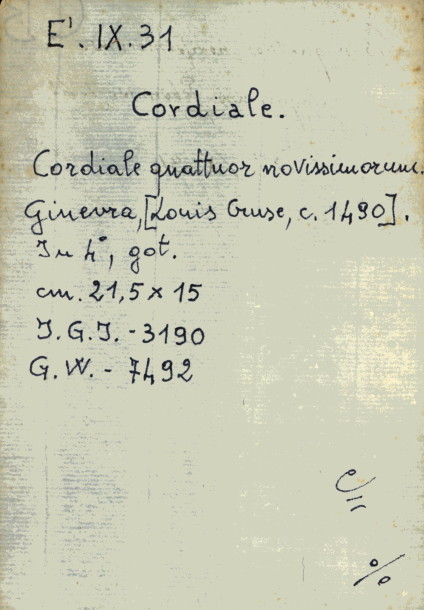 E'. IX. 31
Cordiale.
Cordiale quattuor novissimorum.
Ginevra, [Louis Cruse, c. 1490].
In 4°, got.
cm. 21,5 x 15
I.G.I. - 3190
G.W. - 7492